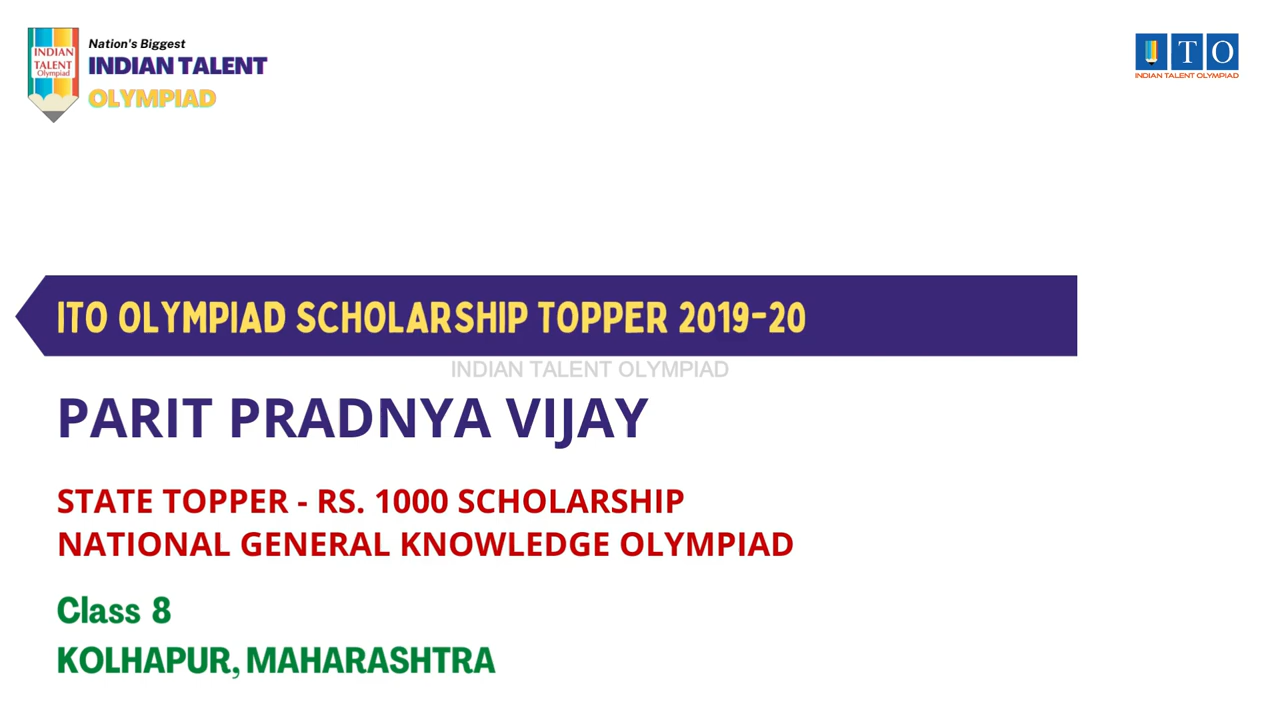 INDIAN
TALENT
Olympiad
Nation's Biggest
INDIAN TALENT
OLYMPIAD
ITO
INDIAN TALENT OLYMPIAD
ITO OLYMPIAD SCHOLARSHIP TOPPER 2019-20
INDIAN TALENT OLYMPIAD
PARIT PRADNYA VIJAY
STATE TOPPER - RS. 1000 SCHOLARSHIP
NATIONAL GENERAL KNOWLEDGE OLYMPIAD
Class 8
KOLHAPUR, MAHARASHTRA